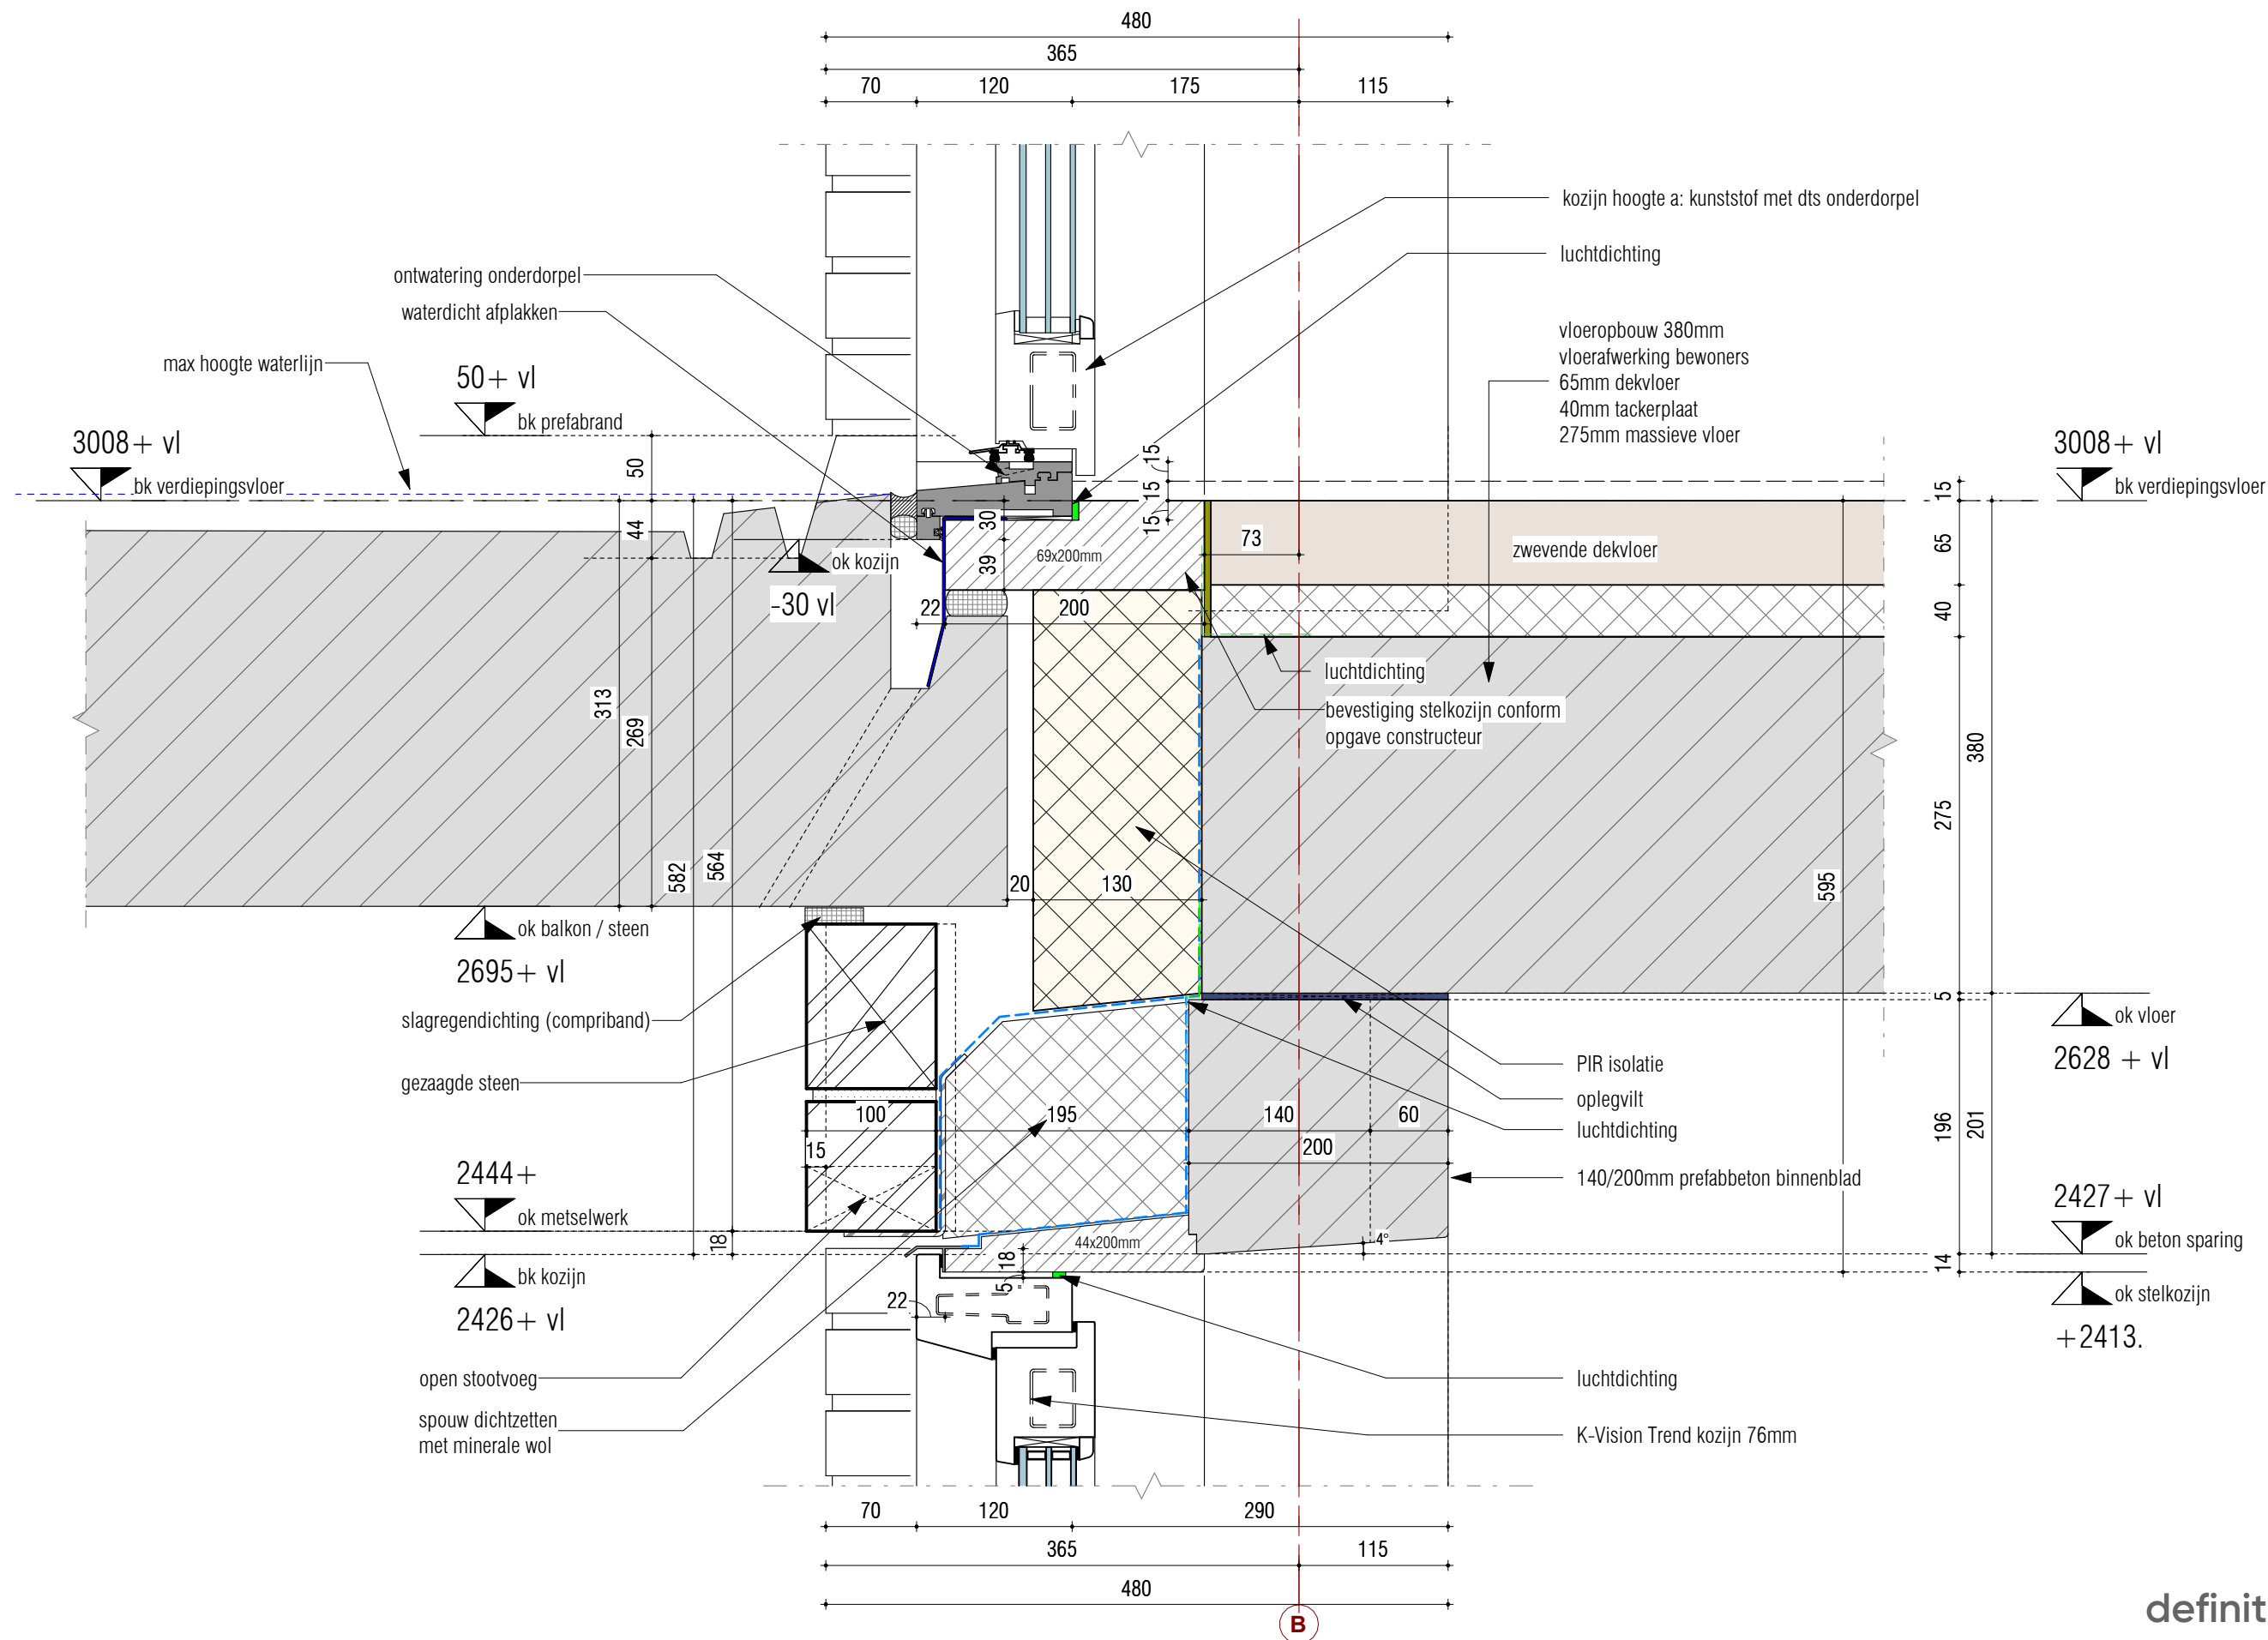 480
365
70 120 175 115
kozijn hoogte a: kunststof met dts onderdorpel
luchtdichting
ontwatering onderdorpel
waterdicht afplakken
max hoogte waterlijn
vloeropbouw 380mm
vloerafwerking bewoners
65mm dekvloer
40mm tackerplaat
275mm massieve vloer
50+ vl
bk prefabrand
3008+ vl
bk verdiepingsvloer
3008+ vl
bk verdiepingsvloer
50
44
15
15
15
30
39
15
65
40
ok kozijn
-30 vl
69x200mm
73
zwevende dekvloer
22 200
luchtdichting
bevestiging stelkozijn conform
opgave constructeur
313
269
582
564
20 130
275
380
595
ok balkon / steen
2695+ vl
slagregendichting (compriband)
gezaagde steen
5
ok vloer
2628 + vl
PIR isolatie
oplegvilt
luchtdichting
140/200mm prefabbeton binnenblad
100 195 140 60
15 200
196
201
2444+
ok metselwerk
18
bk kozijn
2426+ vl
44x200mm
18
5
4°
22
2427+ vl
ok beton sparing
14
ok stelkozijn
+2413.
open stootvoeg
spouw dichtzetten
met minerale wol
luchtdichting
K-Vision Trend kozijn 76mm
70 120 290
365 115
480
B
definit